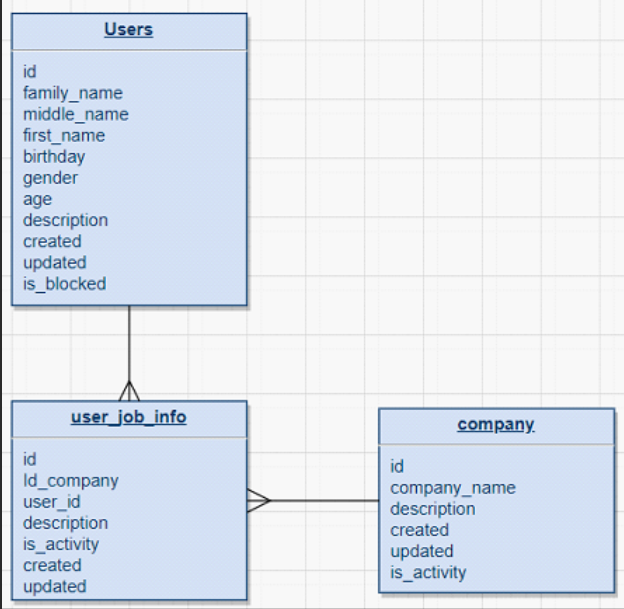 Users
id
family_name
middle_name
first_name
birthday
gender
age
description
created
updated
is_blocked
user_job_info
id
Id_company
user_id
description
is_activity
created
updated
company
id
company_name
description
created
updated
is_activity